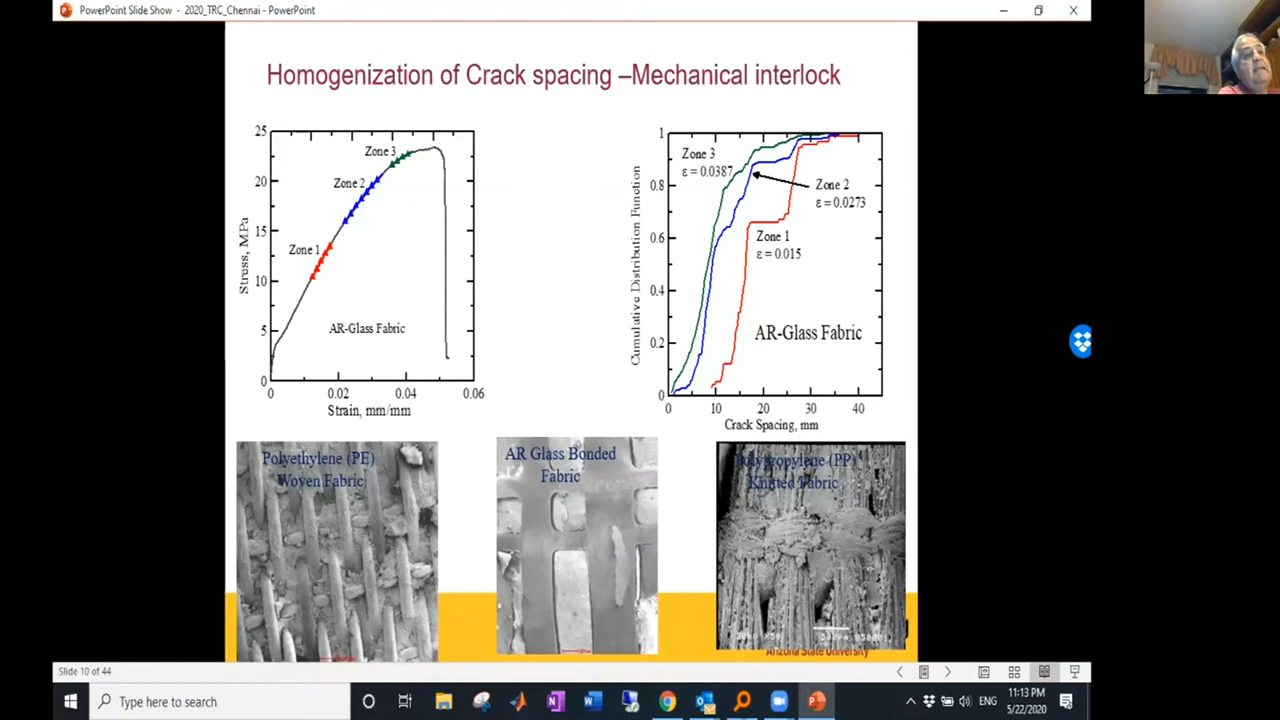 PowerPoint Slide Show - 2020_TRC_Chennai - PowerPoint
Homogenization of Crack spacing –Mechanical interlock
25
20
15
10
5
0
Stress, MPa
Zone 3
Zone 2
Zone 1
AR-Glass Fabric
0
0.02
0.04
0.06
Strain, mm/mm
1
0.8
0.6
0.4
0.2
0
Cumulative Distribution Function
Zone 3
ε = 0.0387
Zone 2
ε = 0.0273
Zone 1
ε = 0.015
AR-Glass Fabric
0
10
20
30
40
Crack Spacing, mm
Polyethylene (PE)
Woven Fabric
AR Glass Bonded
Fabric
Polypropylene (PP)
Knitted Fabric
Arizona State University
Slide 10 of 44
Type here to search
ENG
11:13 PM
5/22/2020